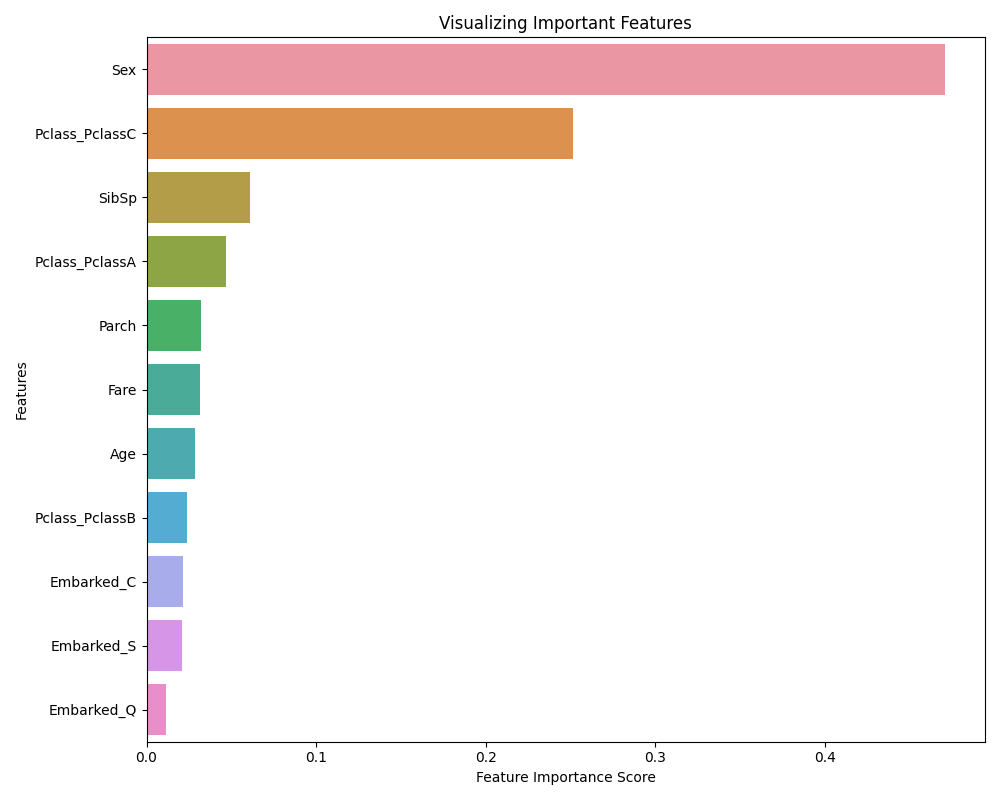 Visualizing Important Features
Sex
Pclass_PclassC
SibSp
Pclass_PclassA
Parch
Fare
Age
Pclass_PclassB
Embarked_C
Embarked_S
Embarked_Q
Features
0.0 0.1 0.2 0.3 0.4
Feature Importance Score